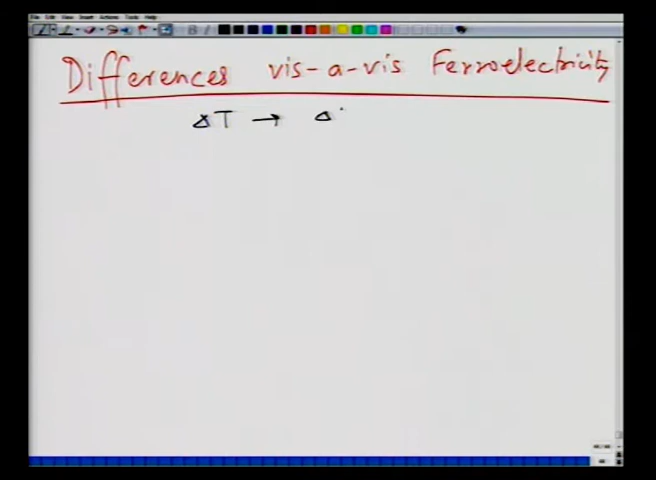 Differences vis-a-vis Ferroelectricity
ΔT → Δ